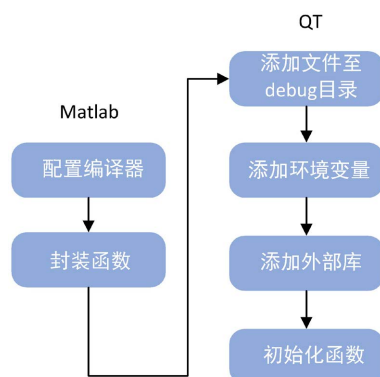 QT
添加文件至
debug目录
Matlab
配置编译器
添加环境变量
封装函数
添加外部库
初始化函数